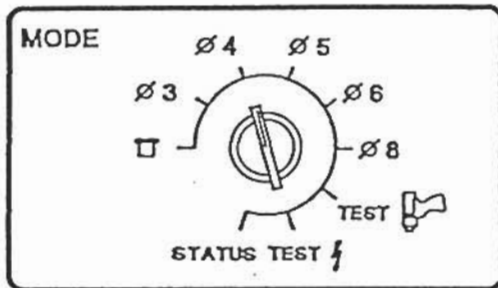 MODE
Ø 4
Ø 5
Ø 3
Ø 6
Ø 8
TEST
STATUS TEST